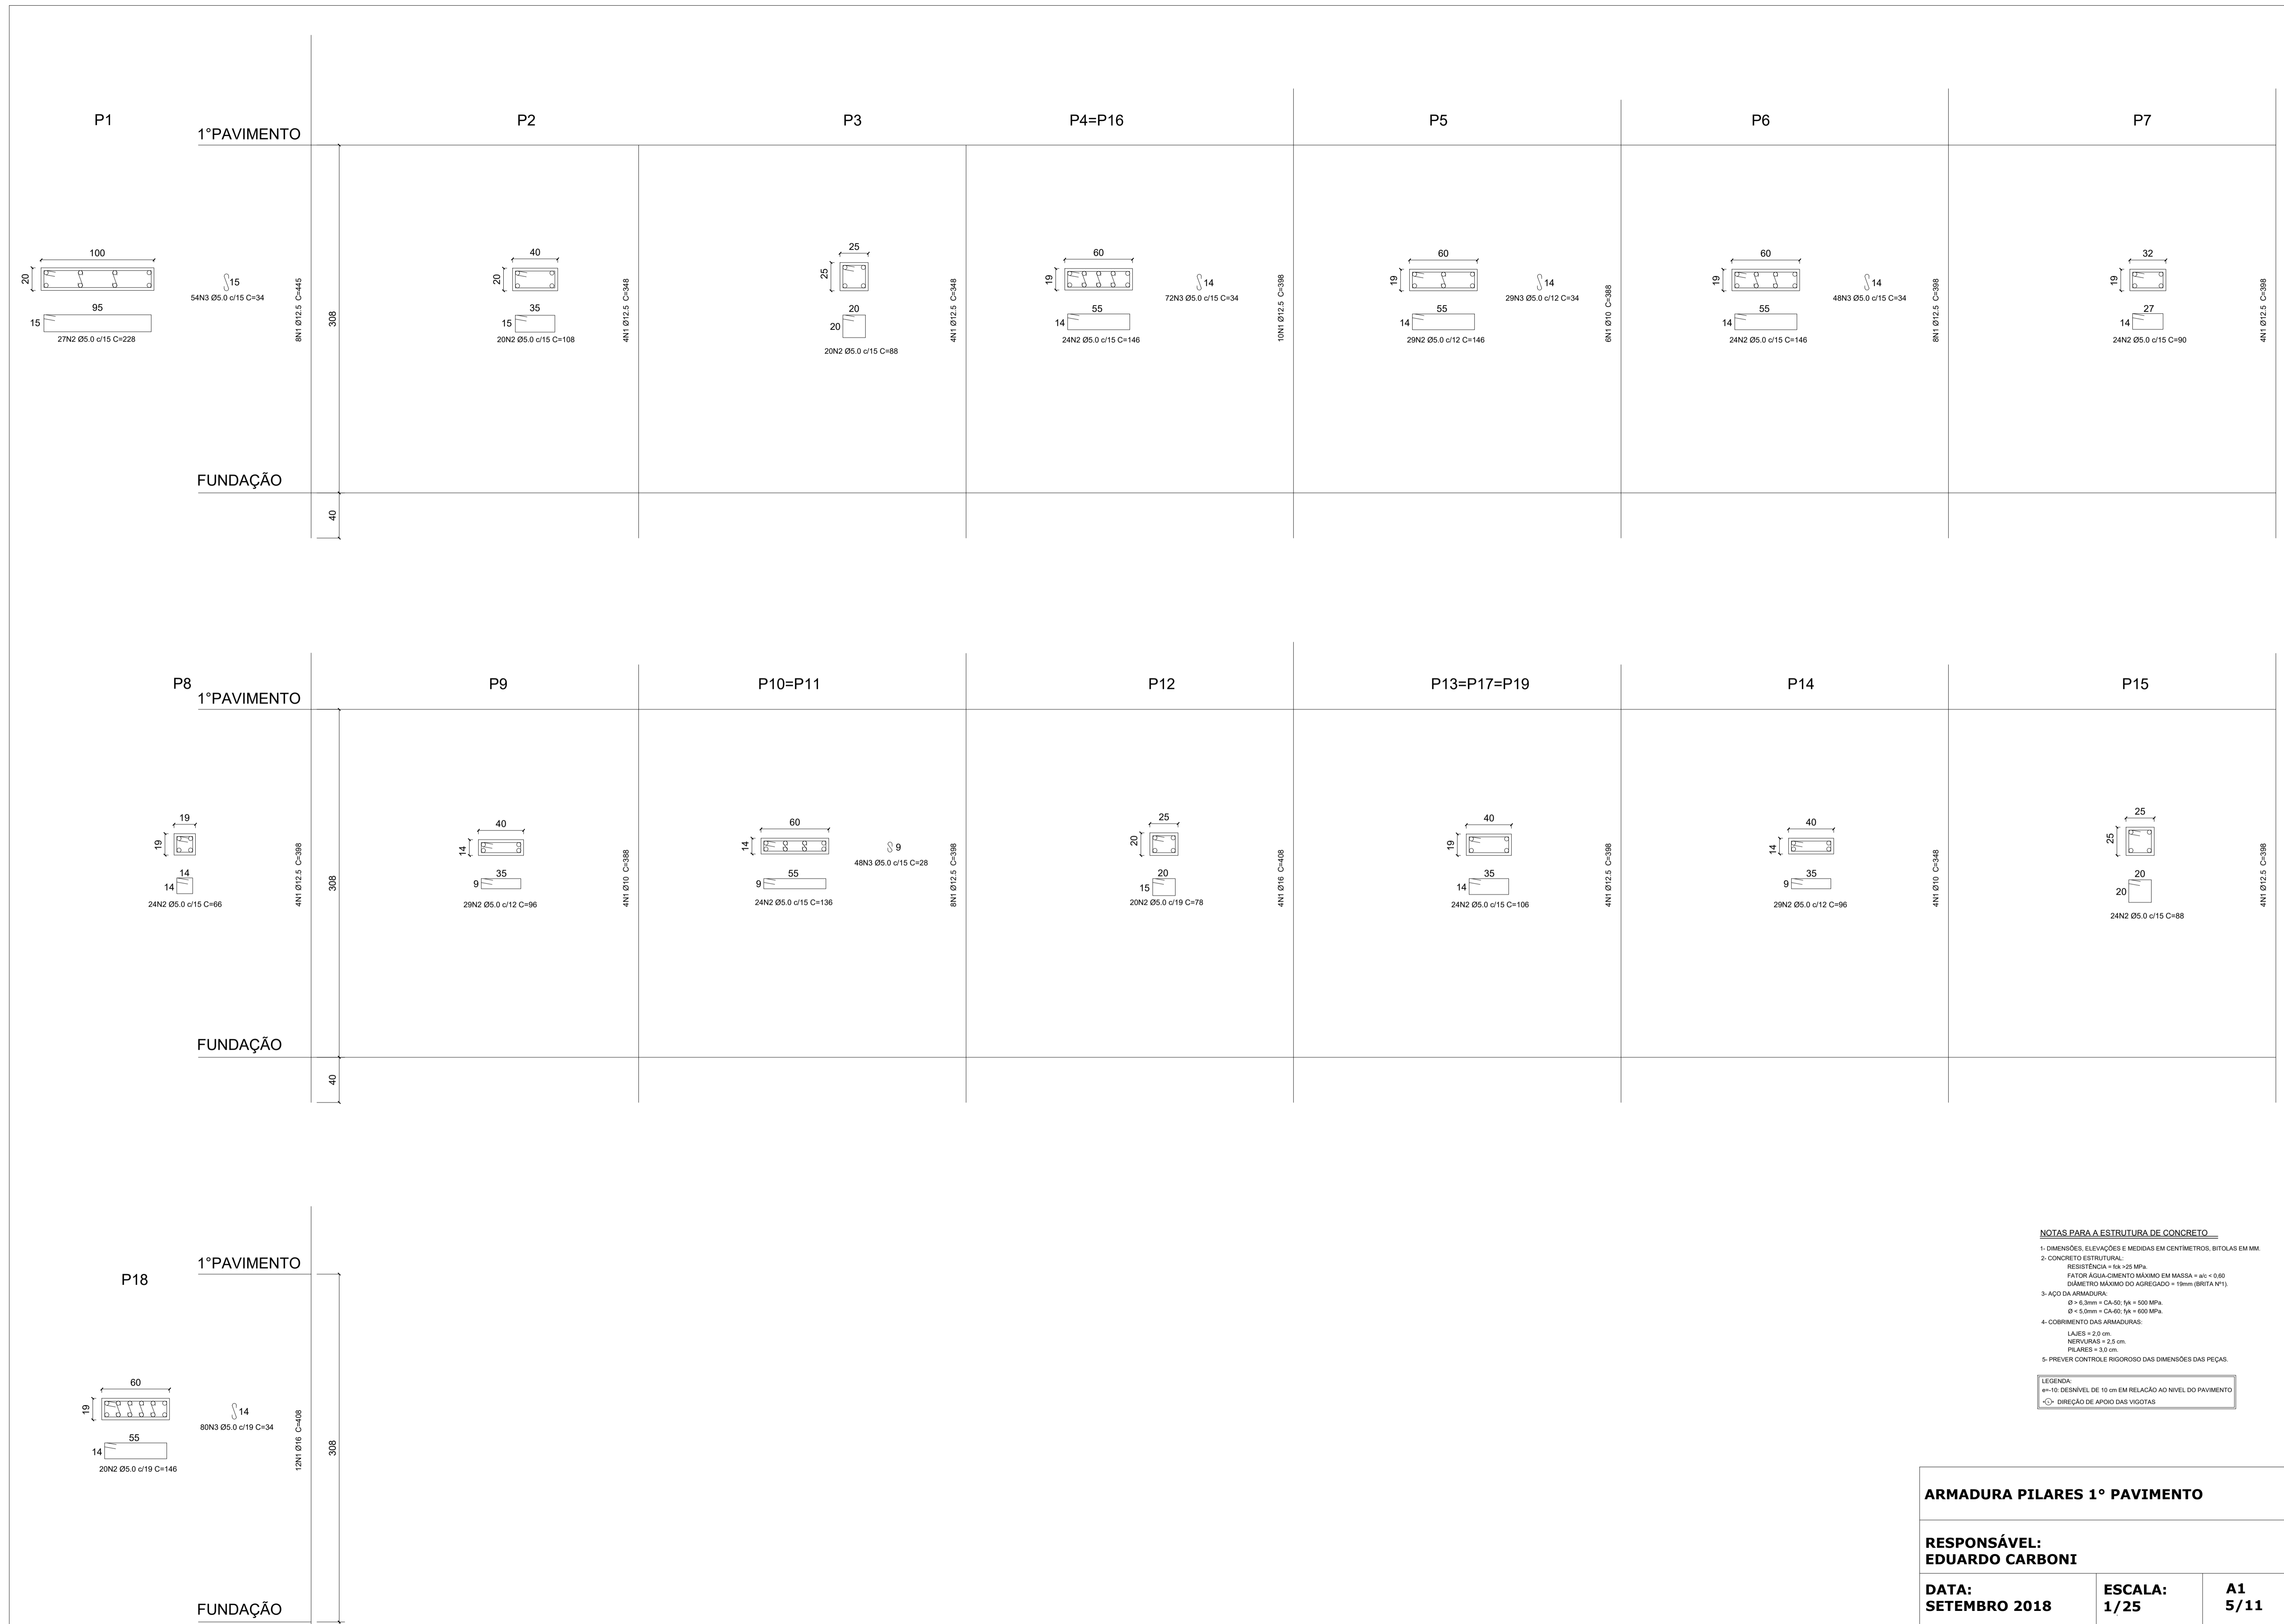 P1
1°PAVIMENTO
P2
P3
P4=P16
P5
P6
P7
100
20
95
15
27N2 Ø5.0 c/15 C=228
15
54N3 Ø5.0 c/15 C=34
8N1 Ø12.5 C=445
308
40
20
35
15
20N2 Ø5.0 c/15 C=108
4N1 Ø12.5 C=348
25
25
20
20
20N2 Ø5.0 c/15 C=88
4N1 Ø12.5 C=348
60
19
55
14
24N2 Ø5.0 c/15 C=146
14
72N3 Ø5.0 c/15 C=34
10N1 Ø12.5 C=398
60
19
55
14
29N2 Ø5.0 c/12 C=146
14
29N3 Ø5.0 c/12 C=34
6N1 Ø10 C=388
60
19
55
14
24N2 Ø5.0 c/15 C=146
14
48N3 Ø5.0 c/15 C=34
8N1 Ø12.5 C=398
32
19
27
14
24N2 Ø5.0 c/15 C=90
4N1 Ø12.5 C=398
FUNDAÇÃO
40
P8
1°PAVIMENTO
P9
P10=P11
P12
P13=P17=P19
P14
P15
19
19
14
14
24N2 Ø5.0 c/15 C=66
4N1 Ø12.5 C=398
308
40
14
35
9
29N2 Ø5.0 c/12 C=96
4N1 Ø10 C=388
60
14
55
9
24N2 Ø5.0 c/15 C=136
9
48N3 Ø5.0 c/15 C=28
8N1 Ø12.5 C=398
25
20
20
15
20N2 Ø5.0 c/19 C=78
4N1 Ø16 C=408
40
19
35
14
24N2 Ø5.0 c/15 C=106
4N1 Ø12.5 C=398
40
14
35
9
29N2 Ø5.0 c/12 C=96
4N1 Ø10 C=348
25
25
20
20
24N2 Ø5.0 c/15 C=88
4N1 Ø12.5 C=398
FUNDAÇÃO
40
P18
1°PAVIMENTO
60
19
55
14
20N2 Ø5.0 c/19 C=146
14
80N3 Ø5.0 c/19 C=34
12N1 Ø16 C=408
308
FUNDAÇÃO
NOTAS PARA A ESTRUTURA DE CONCRETO
1- DIMENSÕES, ELEVAÇÕES E MEDIDAS EM CENTÍMETROS, BITOLAS EM MM.
2- CONCRETO ESTRUTURAL:
RESISTÊNCIA = fck >25 MPa.
FATOR ÁGUA-CIMENTO MÁXIMO EM MASSA = a/c < 0,60
DIÂMETRO MÁXIMO DO AGREGADO = 19mm (BRITA Nº1).
3- AÇO DA ARMADURA:
Ø > 6,3mm = CA-50; fyk = 500 MPa.
Ø < 5,0mm = CA-60; fyk = 600 MPa.
4- COBRIMENTO DAS ARMADURAS:
LAJES = 2,0 cm.
NERVURAS = 2,5 cm.
PILARES = 3,0 cm.
5- PREVER CONTROLE RIGOROSO DAS DIMENSÕES DAS PEÇAS.
LEGENDA:
e=-10: DESNÍVEL DE 10 cm EM RELACÃO AO NIVEL DO PAVIMENTO
DIREÇÃO DE APOIO DAS VIGOTAS
ARMADURA PILARES 1° PAVIMENTO
RESPONSÁVEL:
EDUARDO CARBONI
DATA:
SETEMBRO 2018
ESCALA:
1/25
A1
5/11